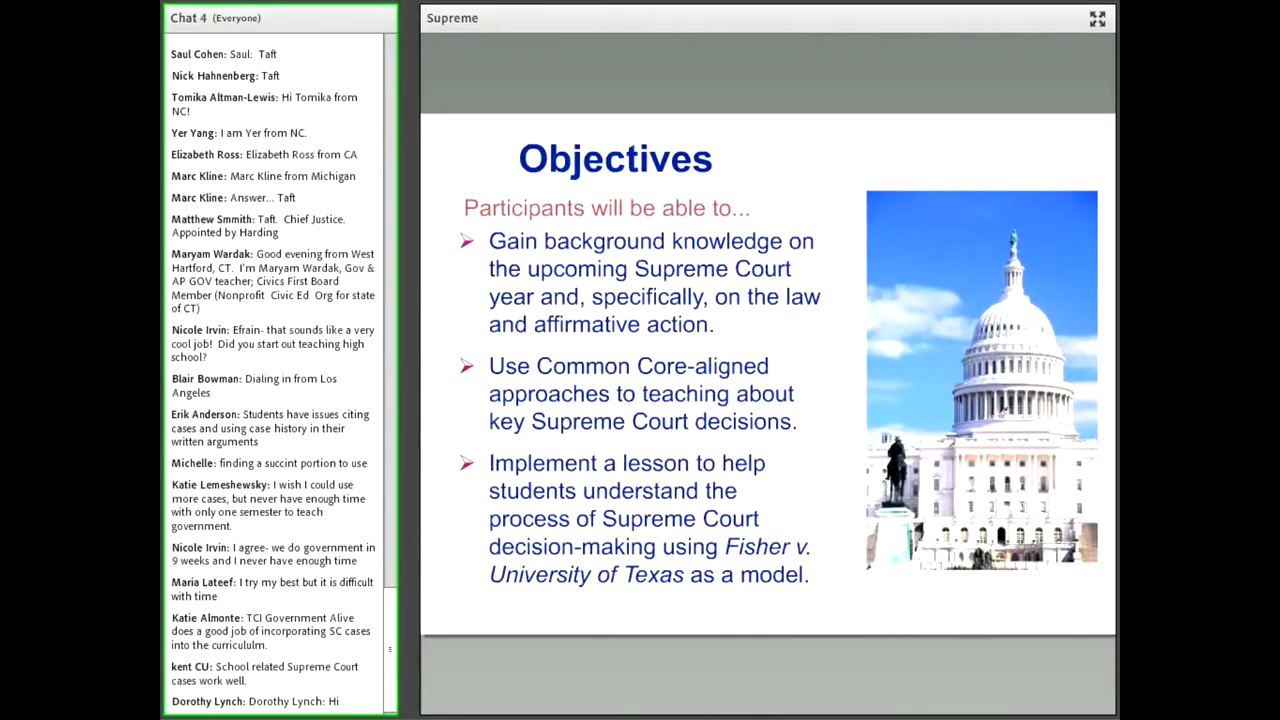 Chat 4 (Everyone)
Saul Cohen: Saul: Taft
Nick Hahnenberg: Taft
Tomika Altman-Lewis: Hi Tomika from
NC!
Yer Yang: I am Yer from NC.
Elizabeth Ross: Elizabeth Ross from CA
Marc Kline: Marc Kline from Michigan
Marc Kline: Answer... Taft
Matthew Smmith: Taft. Chief Justice.
Appointed by Harding
Maryam Wardak: Good evening from West
Hartford, CT. I'm Maryam Wardak, Gov &
AP GOV teacher; Civics First Board
Member (Nonprofit Civic Ed Org for state
of CT)
Nicole Irvin: Efrain- that sounds like a very
cool job! Did you start out teaching high
school?
Blair Bowman: Dialing in from Los
Angeles
Erik Anderson: Students have issues citing
cases and using case history in their
written arguments
Michelle: finding a succint portion to use
Katie Lemeshewsky: I wish I could use
more cases, but never have enough time
with only one semester to teach
government.
Nicole Irvin: I agree- we do government in
9 weeks and I never have enough time
Maria Lateef: I try my best but it is difficult
with time
Katie Almonte: TCI Government Alive
does a good job of incorporating SC cases
into the curricululm.
kent CU: School related Supreme Court
cases work well.
Dorothy Lynch: Dorothy Lynch: Hi
Supreme
Objectives
Participants will be able to...
Gain background knowledge on
the upcoming Supreme Court
year and, specifically, on the law
and affirmative action.
Use Common Core-aligned
approaches to teaching about
key Supreme Court decisions.
Implement a lesson to help
students understand the
process of Supreme Court
decision-making using Fisher v.
University of Texas as a model.